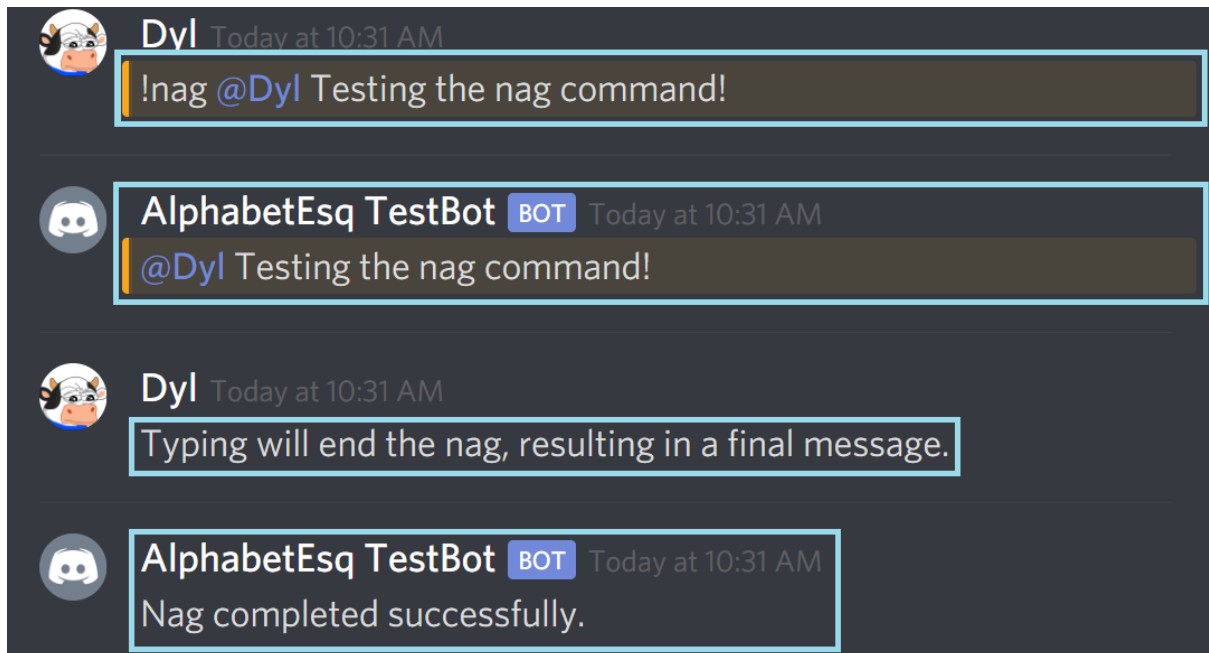 Dyl Today at 10:31 AM
!nag @Dyl Testing the nag command!
AlphabetEsq TestBot BOT Today at 10:31 AM
@Dyl Testing the nag command!
Dyl Today at 10:31 AM
Typing will end the nag, resulting in a final message.
AlphabetEsq TestBot BOT Today at 10:31 AM
Nag completed successfully.